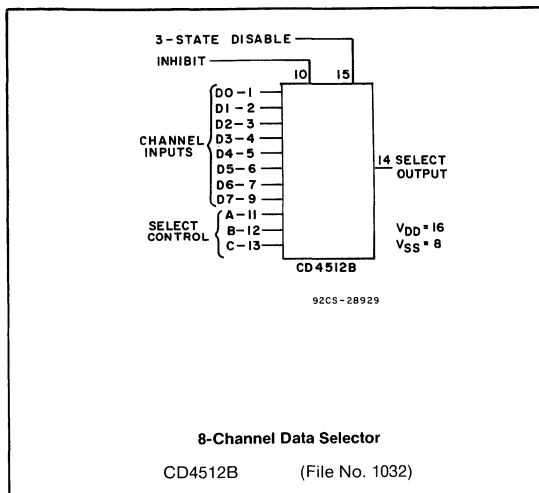 3-STATE DISABLE
INHIBIT
10 15
D0-1
D1-2
D2-3
D3-4
D4-5
D5-6
D6-7
D7-9
CHANNEL
INPUTS
A-11
B-12
C-13
SELECT
CONTROL
14 SELECT
OUTPUT
VDD = 16
VSS = 8
CD4512B
92CS-28929
8-Channel Data Selector
CD4512B (File No. 1032)